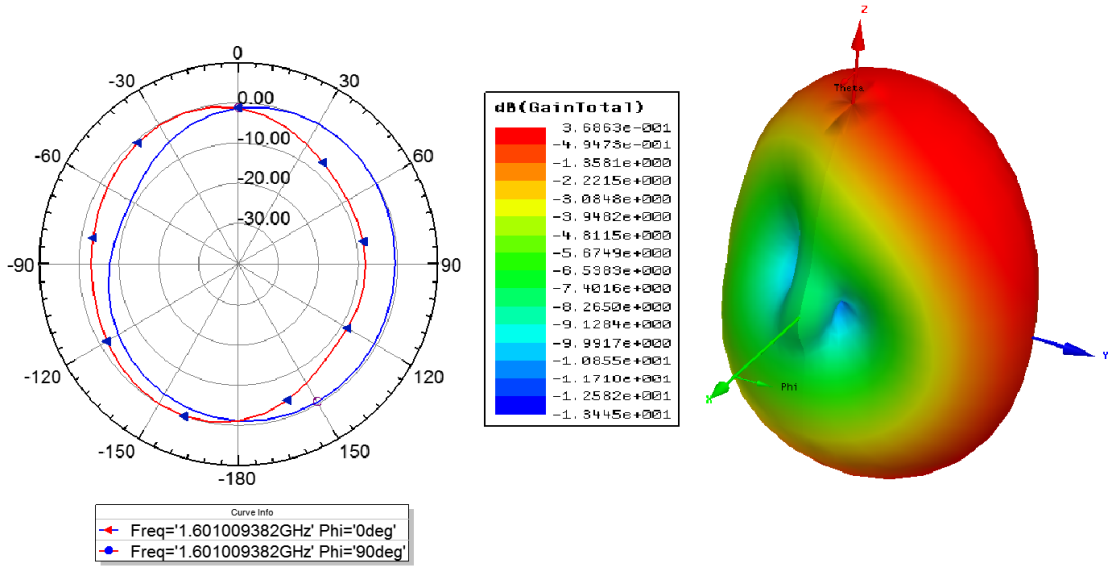 0
-30
30
0.00
-10.00
-60
60
-20.00
-30.00
-90
90
-120
120
-150
150
-180
Curve Info
Freq='1.601009382GHz' Phi='0deg'
Freq='1.601009382GHz' Phi='90deg'
dB(GainTotal)
3.6863e-001
-4.9473e-001
-1.3581e+000
-2.2215e+000
-3.0848e+000
-3.9482e+000
-4.8115e+000
-5.6749e+000
-6.5383e+000
-7.4016e+000
-8.2650e+000
-9.1284e+000
-9.9917e+000
-1.0855e+001
-1.1710e+001
-1.2582e+001
-1.3445e+001
Z
Theta
Y
Phi
X